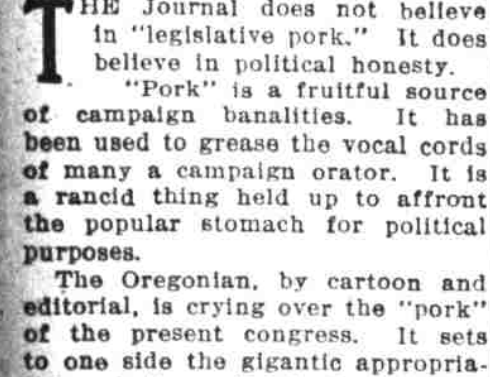 THE Journal does not believe
in "legislative pork." It does
believe in political honesty.
"Pork" is a fruitful source
of campaign banalities. It has
been used to grease the vocal cords
of many a campaign orator. It is
a rancid thing held up to affront
the popular stomach for political
purposes.
The Oregonian, by cartoon and
editorial, is crying over the "pork"
of the present congress. It sets
to one side the gigantic appropria-